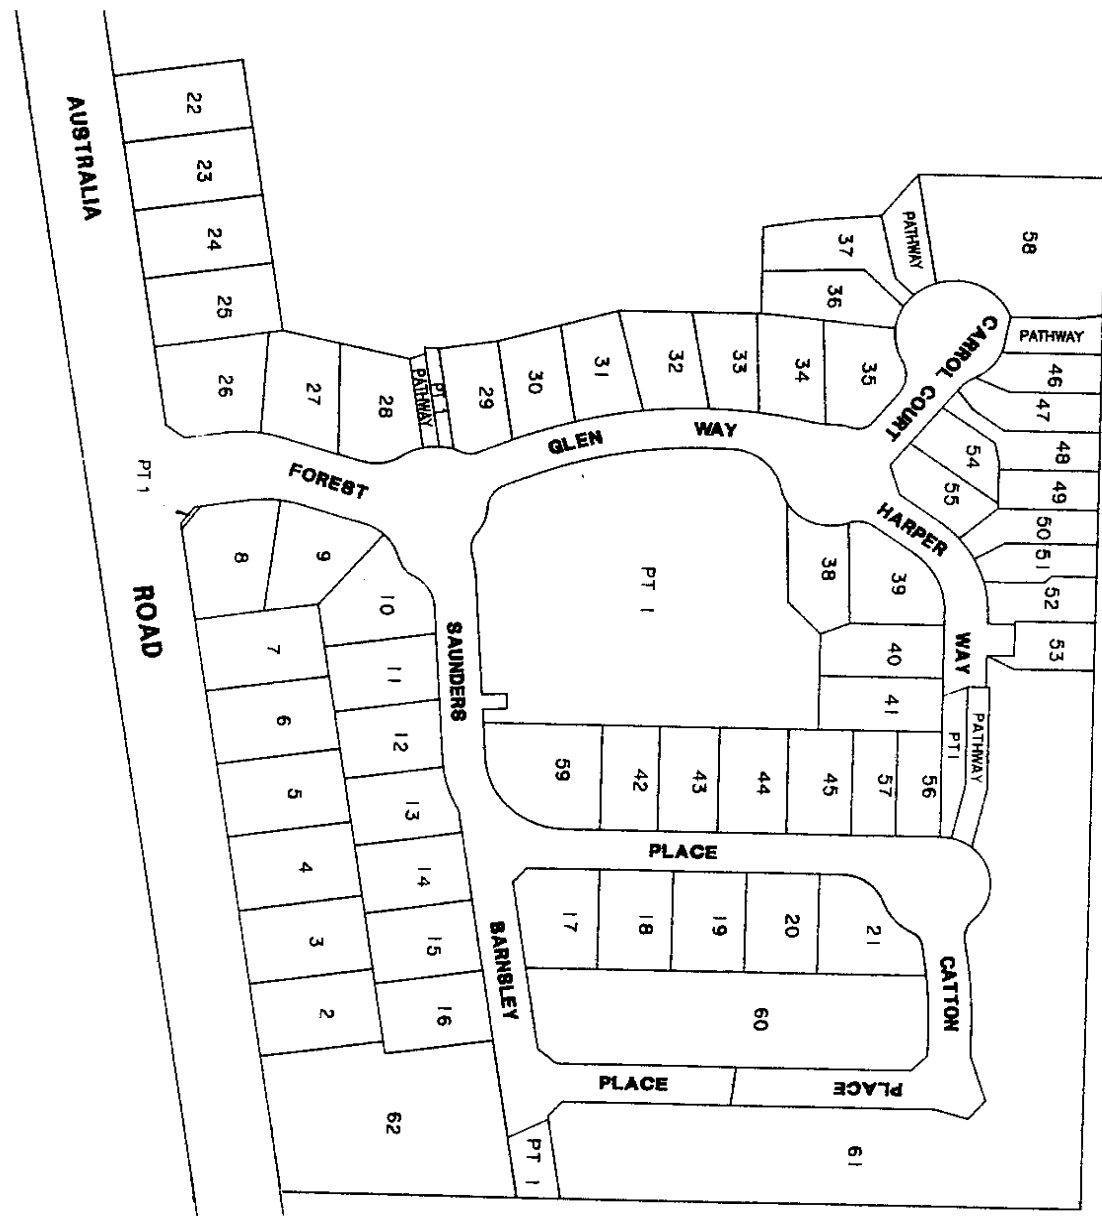 AUSTRALIA
ROAD
22
23
24
25
26
27
28
PATHWAY
PT 1
29
30
31
32
33
34
35
36
37
PATHWAY
58
CARROL COURT
PATHWAY
46
47
48
49
50
51
52
53
54
55
FOREST
GLEN
WAY
HARPER
WAY
PT 1
8
9
10
11
12
13
14
15
16
7
6
5
4
3
2
62
SAUNDERS
PLACE
PT 1
38
39
40
41
PT 1
PATHWAY
59
42
43
44
45
57
56
17
18
19
20
21
60
BARNSLEY
PLACE
CATTON
PLACE
PT 1
61